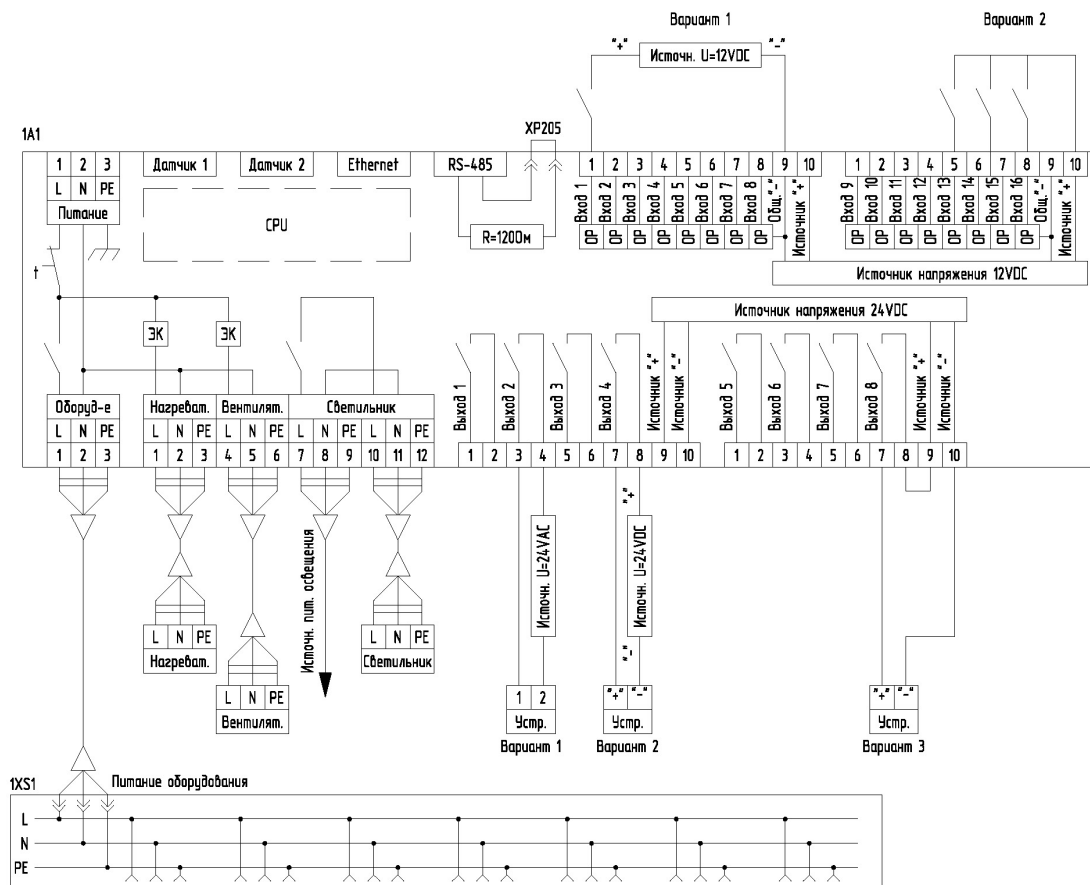 Вариант 1
Вариант 2
"+"
Источн. U=12VDC
"-"
1A1
XP205
1 2 3
Датчик 1
Датчик 2
Ethernet
RS-485
1 2 3 4 5 6 7 8 9 10
1 2 3 4 5 6 7 8 9 10
L N PE
Питание
CPU
R=120Ом
Вход 1
Вход 2
Вход 3
Вход 4
Вход 5
Вход 6
Вход 7
Вход 8
Общ."-"
Источник "+"
Вход 9
Вход 10
Вход 11
Вход 12
Вход 13
Вход 14
Вход 15
Вход 16
Общ."-"
Источник "+"
ОР ОР ОР ОР ОР ОР ОР ОР
ОР ОР ОР ОР ОР ОР ОР ОР
t
Источник напряжения 12VDC
Источник напряжения 24VDC
ЭК
ЭК
Выход 1
Выход 2
Выход 3
Выход 4
Источник "+"
Источник "-"
Выход 5
Выход 6
Выход 7
Выход 8
Источник "+"
Источник "-"
Оборуд-е
Нагреват.
Вентилят.
Светильник
L N PE
L N PE L N PE L N PE L N PE
1 2 3
1 2 3 4 5 6 7 8 9 10 11 12
1 2 3 4 5 6 7 8 9 10
1 2 3 4 5 6 7 8 9 10
"+"
Источн. U=24VAC
Источн. U=24VDC
"-"
Источн. пит. освещения
L N PE
Нагреват.
L N PE
Светильник
L N PE
Вентилят.
1 2
Устр.
Вариант 1
"+" "-"
Устр.
Вариант 2
"+" "-"
Устр.
Вариант 3
1XS1
Питание оборудования
L
N
PE